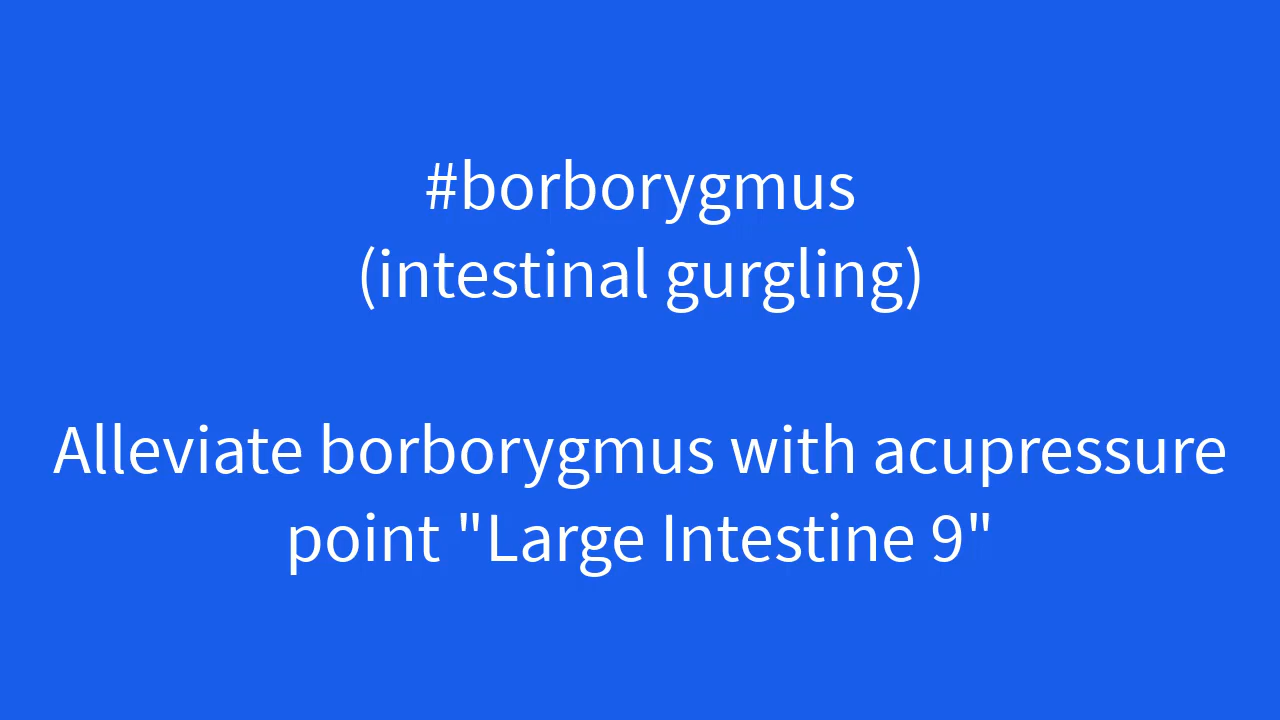 #borborygmus
(intestinal gurgling)
Alleviate borborygmus with acupressure
point "Large Intestine 9"